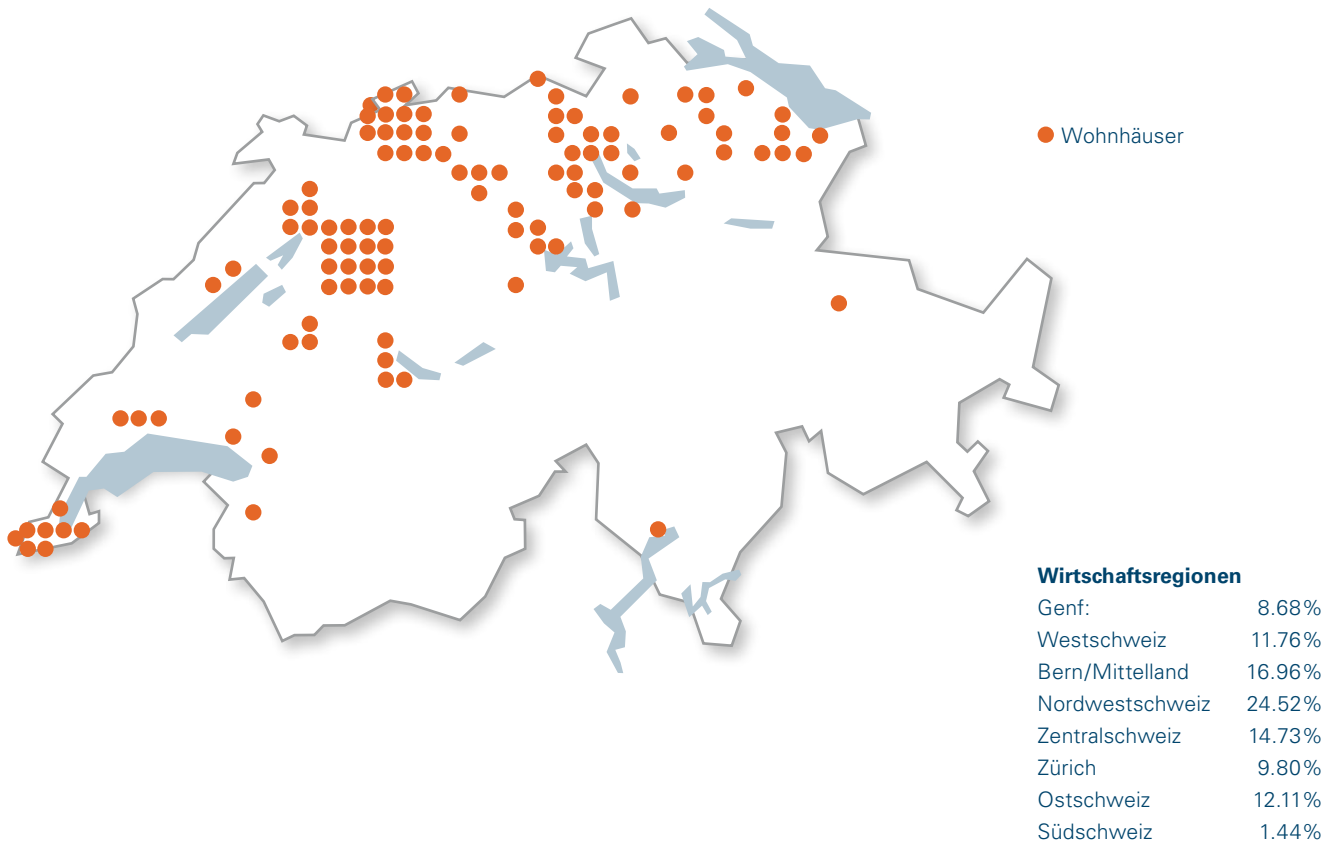 Wohnhäuser
Wirtschaftsregionen
Genf: 8.68%
Westschweiz 11.76%
Bern/Mittelland 16.96%
Nordwestschweiz 24.52%
Zentralschweiz 14.73%
Zürich 9.80%
Ostschweiz 12.11%
Südschweiz 1.44%